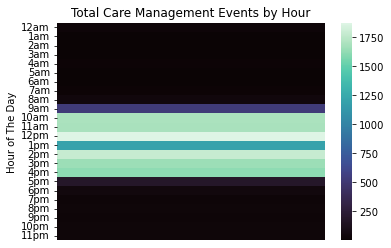 Total Care Management Events by Hour
Hour of The Day
12am
1am
2am
3am
4am
5am
6am
7am
8am
9am
10am
11am
12pm
1pm
2pm
3pm
4pm
5pm
6pm
7pm
8pm
9pm
10pm
11pm
1750
1500
1250
1000
750
500
250